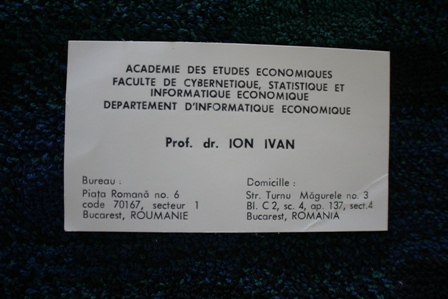 ACADEMIE DES ETUDES ECONOMIQUES
FACULTE DE CYBERNETIQUE, STATISTIQUE ET
INFORMATIQUE ECONOMIQUE
DEPARTEMENT D'INFORMATIQUE ECONOMIQUE
Prof. dr. ION IVAN
Bureau :
Piața Romană no. 6
code 70167, secteur 1
Bucarest, ROUMANIE
Domicille :
Str. Turnu Măgurele no. 3
Bl. C 2, sc. 4, ap. 137, sect.4
Bucarest, ROMANIA